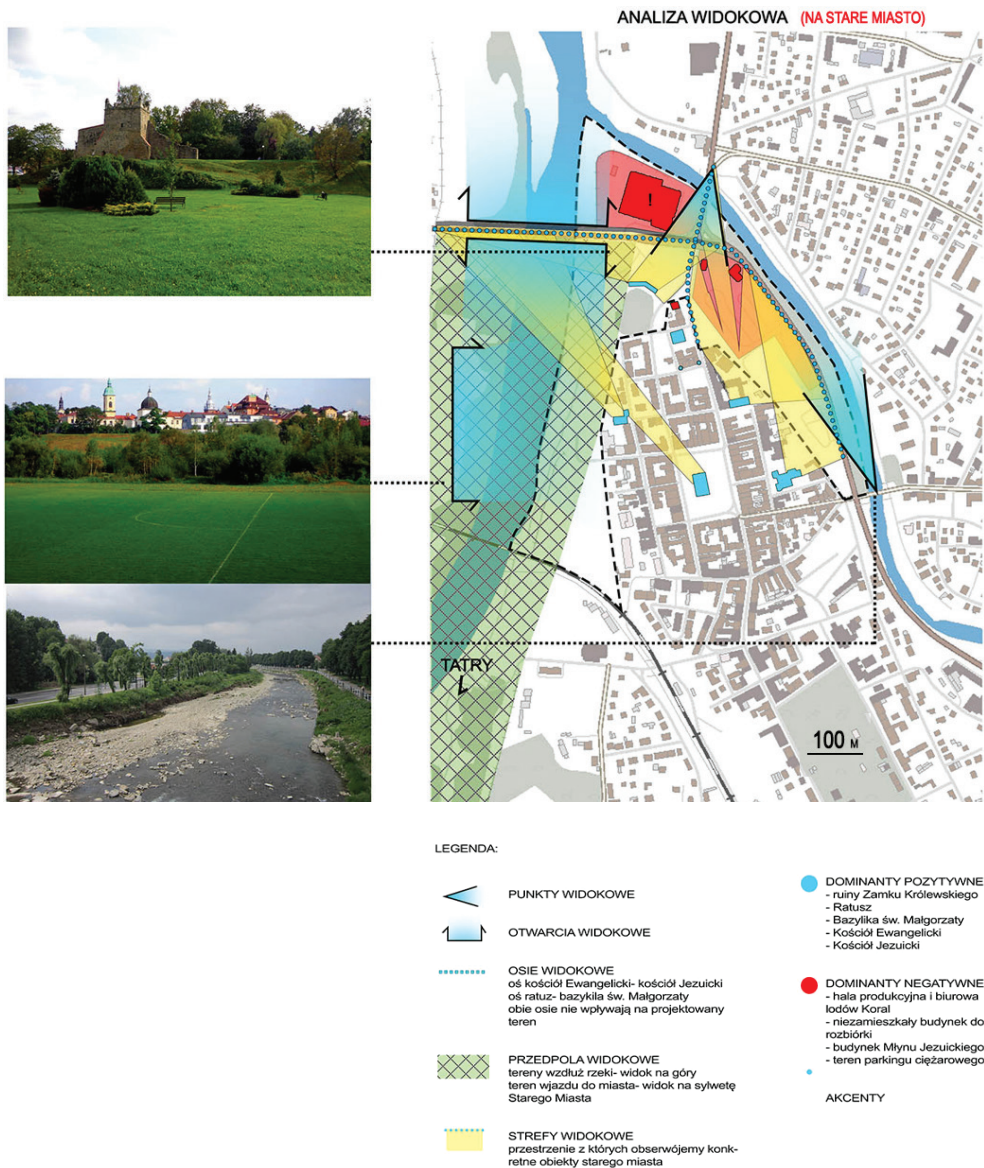 ANALIZA WIDOKOWA (NA STARE MIASTO)
!
TATRY
100 M
LEGENDA:
PUNKTY WIDOKOWE
OTWARCIA WIDOKOWE
OSIE WIDOKOWE
oś kościół Ewangelicki- kościół Jezuicki
oś ratuz- bazykila św. Małgorzaty
obie osie nie wpływają na projektowany
teren
PRZEDPOLA WIDOKOWE
tereny wzdłuż rzeki- widok na góry
teren wjazdu do miasta- widok na sylwetę
Starego Miasta
STREFY WIDOKOWE
przestrzenie z których obserwójemy konk-
retne obiekty starego miasta
DOMINANTY POZYTYWNE
- ruiny Zamku Królewskiego
- Ratusz
- Bazylika św. Małgorzaty
- Kościół Ewangelicki
- Kościół Jezuicki
DOMINANTY NEGATYWNE
- hala produkcyjna i biurowa
lodów Koral
- niezamieszkały budynek do
rozbiórki
- budynek Młynu Jezuickiego
- teren parkingu ciężarowego
AKCENTY